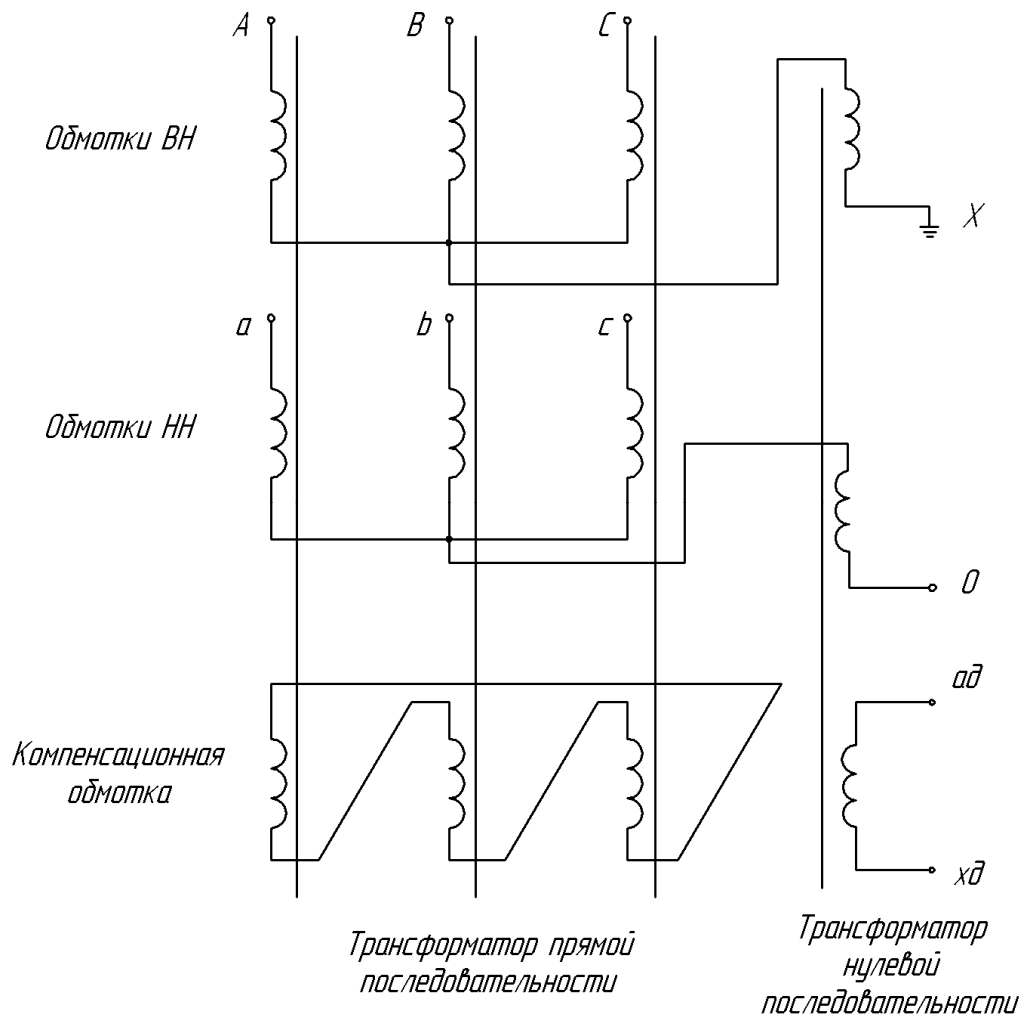 A
B
C
Обмотки ВН
X
a
b
c
Обмотки НН
0
ад
Компенсационная
обмотка
хд
Трансформатор прямой
последовательности
Трансформатор
нулевой
последовательности